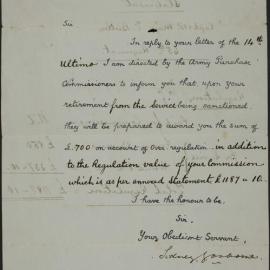 Sir
In reply to your letter of the 14th
Ultimo I am directed by the Army Purchase
Commissioners to inform you that, upon your
retirement from the service being sanctioned
they will be prepared to award you the sum of
£700 on account of Over regulation in addition
to the Regulation value of your Commission
which is as per annexed statement £1187 " 10.
I have the honour to be,
Sir,
Your Obedient Servant,